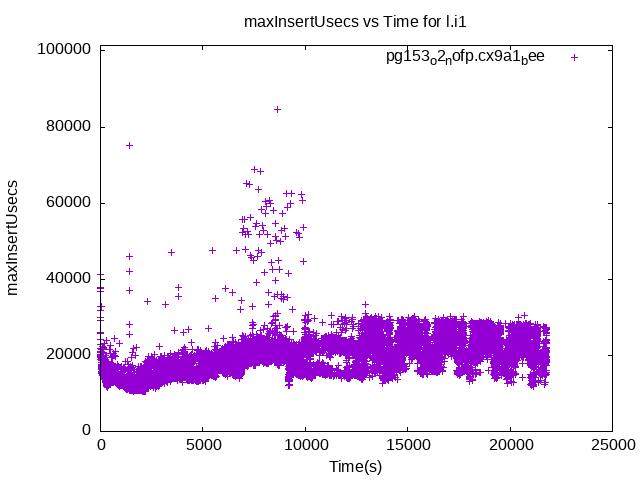 maxInsertUsecs vs Time for l.i1
pg153o2nofp.cx9a1bee
100000
80000
60000
40000
20000
0
maxInsertUsecs
0 5000 10000 15000 20000 25000
Time(s)